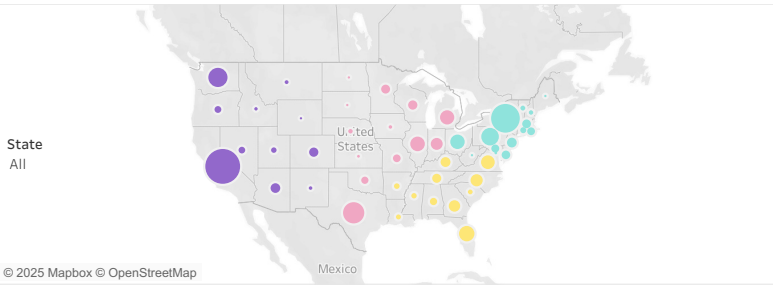 State
All
United
States
Mexico
© 2025 Mapbox © OpenStreetMap